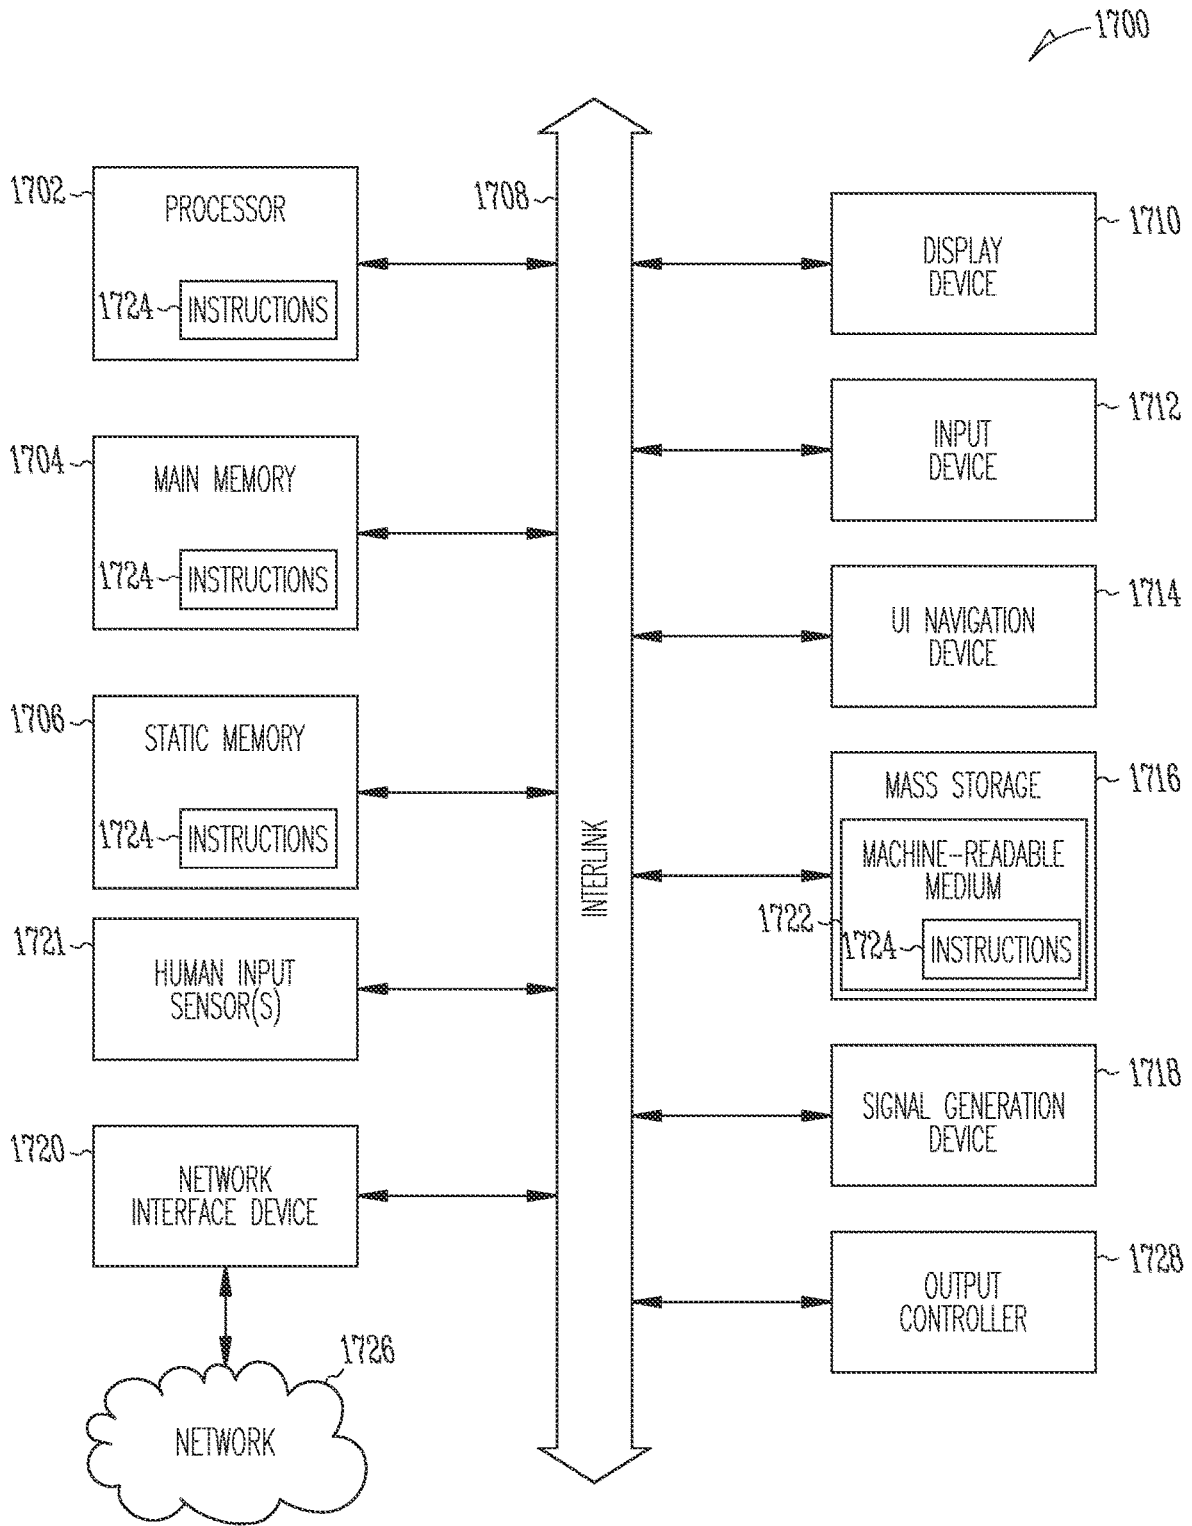 1700
1702
PROCESSOR
1724
INSTRUCTIONS
1704
MAIN MEMORY
1724
INSTRUCTIONS
1706
STATIC MEMORY
1724
INSTRUCTIONS
1721
HUMAN INPUT
SENSOR(S)
1720
NETWORK
INTERFACE DEVICE
1726
NETWORK
1708
INTERLINK
1710
DISPLAY
DEVICE
1712
INPUT
DEVICE
1714
UI NAVIGATION
DEVICE
1716
MASS STORAGE
MACHINE-READABLE
MEDIUM
1722
1724
INSTRUCTIONS
1718
SIGNAL GENERATION
DEVICE
1728
OUTPUT
CONTROLLER